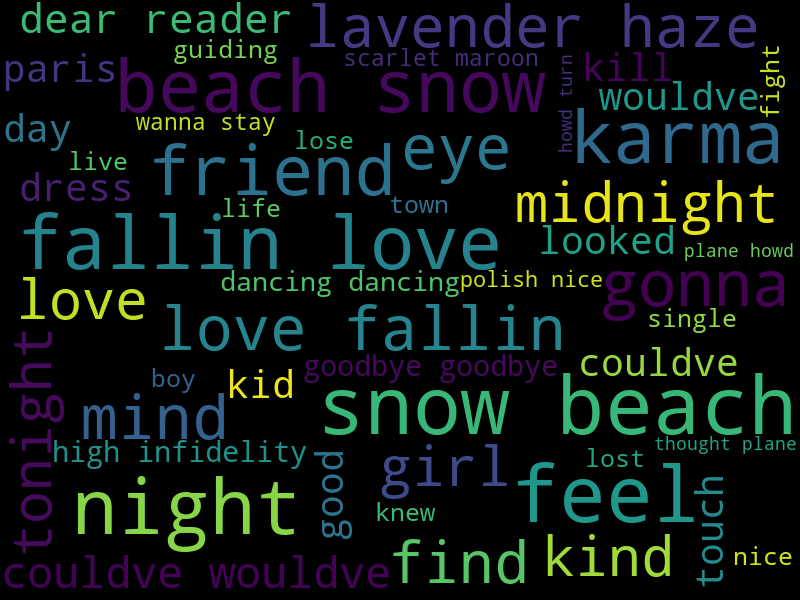 dear reader
lavender haze
guiding
scarlet maroon
paris
beach snow
howd turn
kill
fight
wouldve
day
wanna stay
lose
karma
live
friend
eye
dress
life
town
midnight
fallin love
looked
plane howd
love
dancing dancing
polish nice
gonna
love fallin
single
tonight
boy
kid
goodbye goodbye
couldve
mind
snow beach
high infidelity
good
girl
lost
thought plane
night
knew
feel
touch
couldve wouldve
find
kind
nice